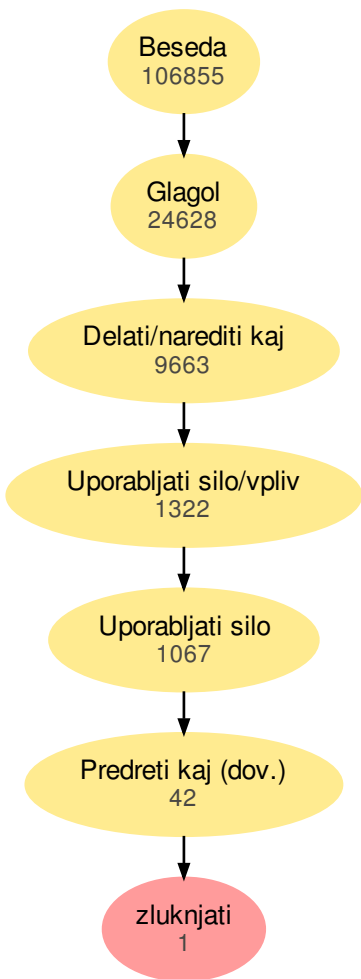 Beseda
106855
Glagol
24628
Delati/narediti kaj
9663
Uporabljati silo/vpliv
1322
Uporabljati silo
1067
Predreti kaj (dov.)
42
zluknjati
1